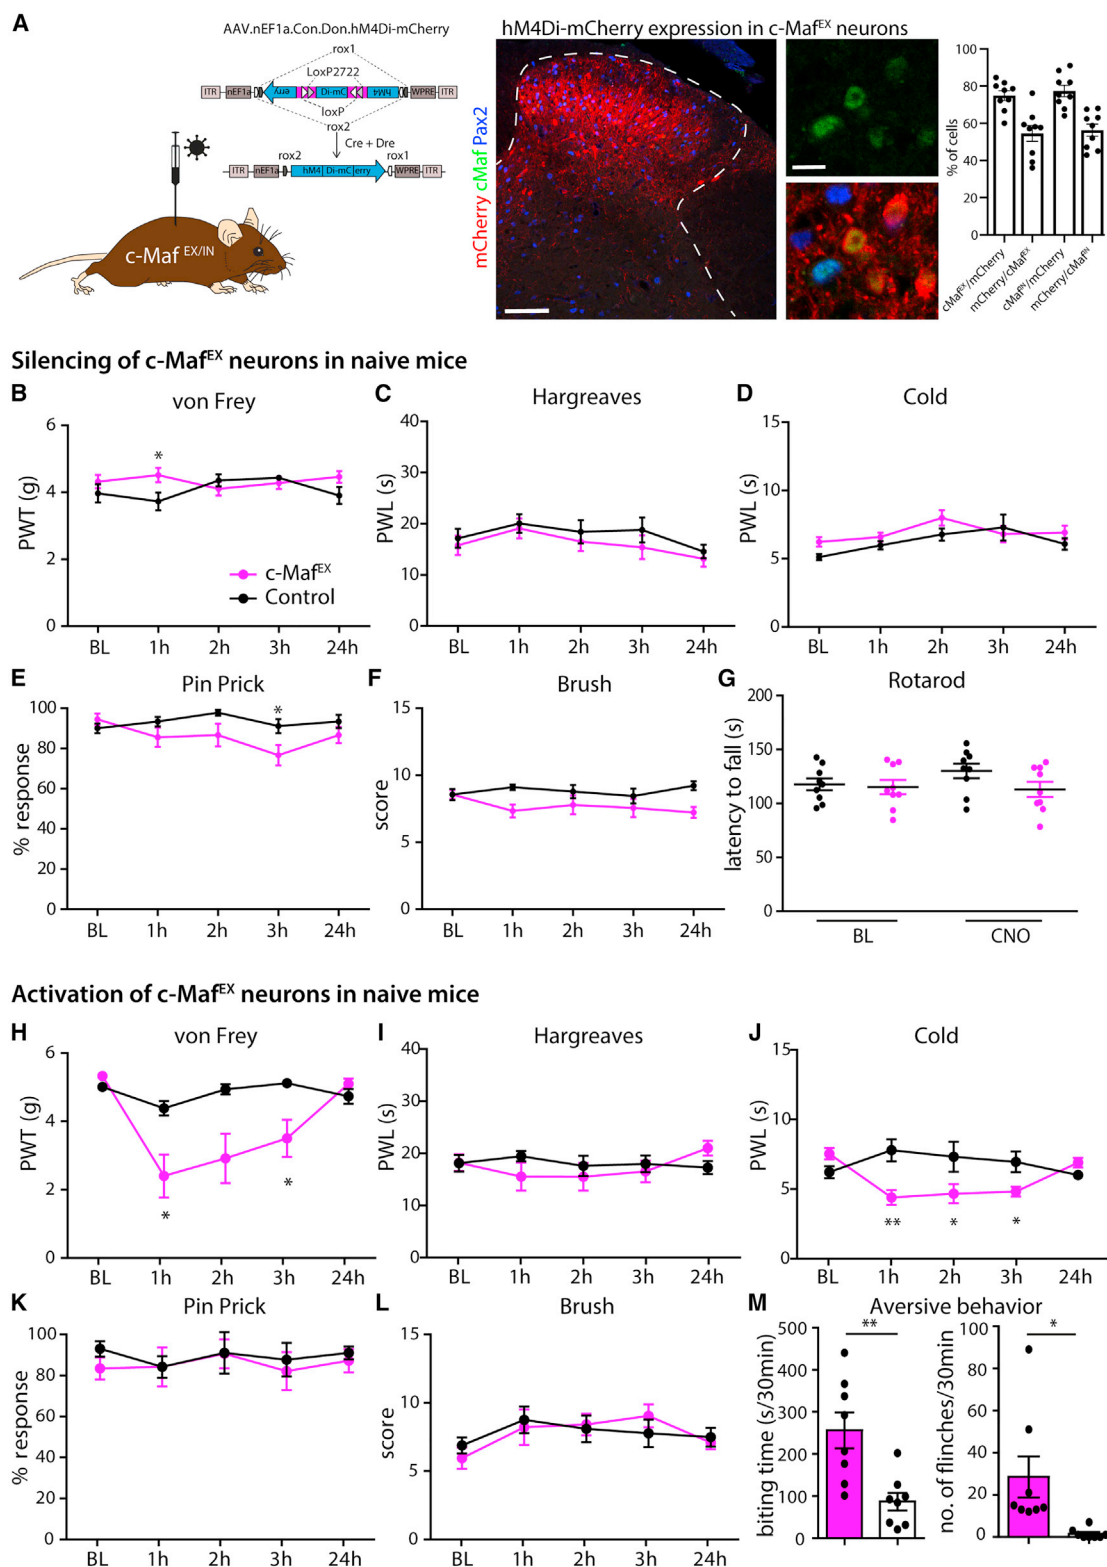 A
AAV.nEF1a.Con.Don.hM4Di-mCherry
rox1
LoxP2722
ITR nEF1a erry Di-mC hM4 WPRE ITR
loxP
rox2
Cre + Dre
rox2 rox1
ITR nEF1a hM4 Di-mC erry WPRE ITR
c-Maf EX/IN
hM4Di-mCherry expression in c-MafEX neurons
mCherry cMaf Pax2
% of cells
100
80
60
40
20
0
cMafEX/mCherry
mCherry/cMafEX
cMafIN/mCherry
mCherry/cMafIN
Silencing of c-MafEX neurons in naive mice
B
von Frey
PWT (g)
6
4
2
0
*
c-MafEX
Control
BL 1h 2h 3h 24h
C
Hargreaves
PWL (s)
40
30
20
10
0
BL 1h 2h 3h 24h
D
Cold
PWL (s)
15
10
5
0
BL 1h 2h 3h 24h
E
Pin Prick
% response
100
80
60
40
20
0
*
BL 1h 2h 3h 24h
F
Brush
score
15
10
5
0
BL 1h 2h 3h 24h
G
Rotarod
latency to fall (s)
200
150
100
50
0
BL CNO
Activation of c-MafEX neurons in naive mice
H
von Frey
PWT (g)
6
4
2
0
* *
BL 1h 2h 3h 24h
I
Hargreaves
PWL (s)
40
30
20
10
0
BL 1h 2h 3h 24h
J
Cold
PWL (s)
15
10
5
0
** * *
BL 1h 2h 3h 24h
K
Pin Prick
% response
100
80
60
40
20
0
BL 1h 2h 3h 24h
L
Brush
score
15
10
5
0
BL 1h 2h 3h 24h
M
Aversive behavior
biting time (s/30min)
500
400
300
200
100
0
**
no. of flinches/30min
100
80
60
40
20
0
*